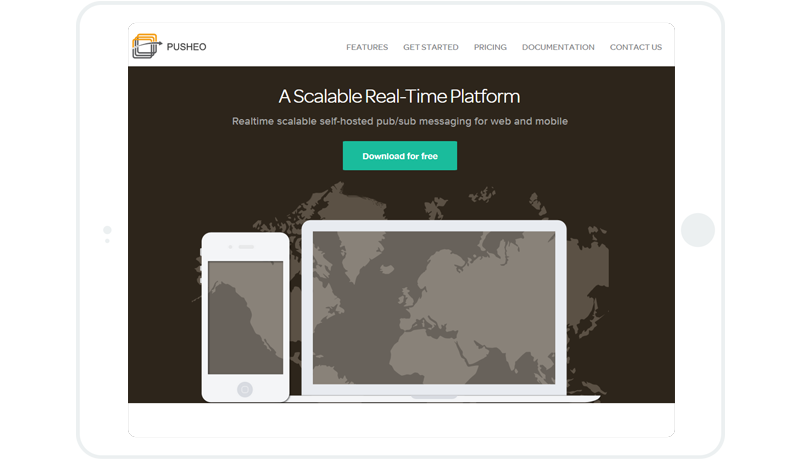 PUSHEO
FEATURES GET STARTED PRICING DOCUMENTATION CONTACT US
A Scalable Real-Time Platform
Realtime scalable self-hosted pub/sub messaging for web and mobile
Download for free